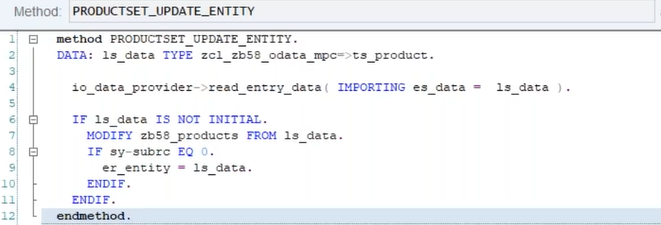 Method: PRODUCTSET_UPDATE_ENTITY
1 method PRODUCTSET_UPDATE_ENTITY.
2 DATA: ls_data TYPE zcl_zb58_odata_mpc=>ts_product.
3
4 io_data_provider->read_entry_data( IMPORTING es_data = ls_data ).
5
6 IF ls_data IS NOT INITIAL.
7 MODIFY zb58_products FROM ls_data.
8 IF sy-subrc EQ 0.
9 er_entity = ls_data.
10 ENDIF.
11 ENDIF.
12 endmethod.